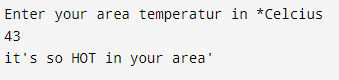 Enter your area temperatur in *Celcius
43
it's so HOT in your area'